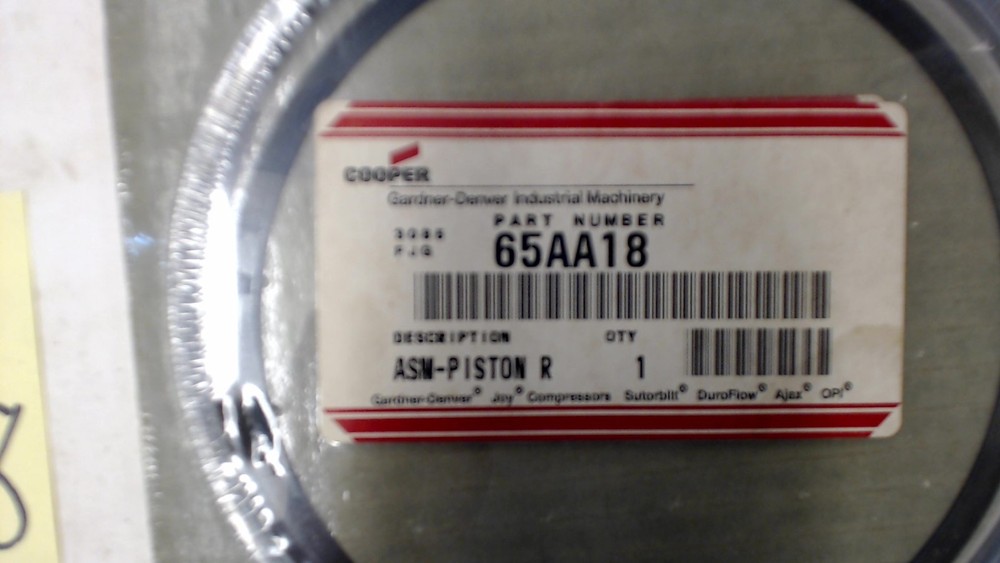 COOPER
Gardner-Denver Industrial Machinery
PART NUMBER
65AA18
DESCRIPTION QTY
ASM-PISTON R 1
Gardner-Denver® Joy® Compressors Sutorbilt® DuroFlow® Ajax® OPI®